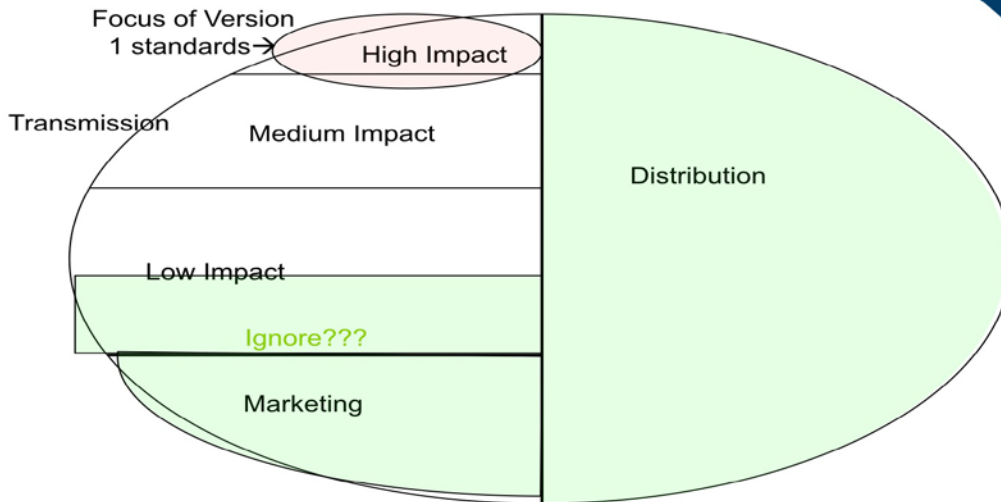 Focus of Version
1 standards→
High Impact
Transmission
Medium Impact
Distribution
Low Impact
Ignore???
Marketing